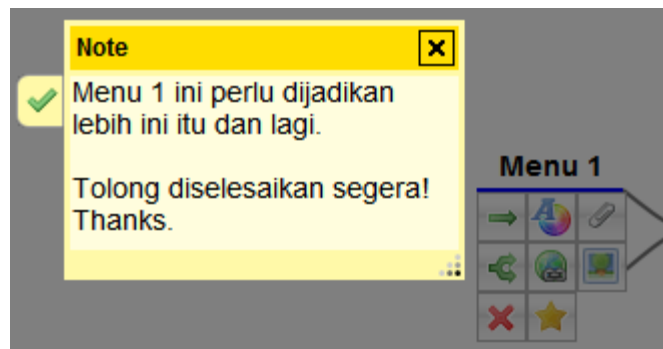 Note
Menu 1 ini perlu dijadikan
lebih ini itu dan lagi.
Tolong diselesaikan segera!
Thanks.
Menu 1